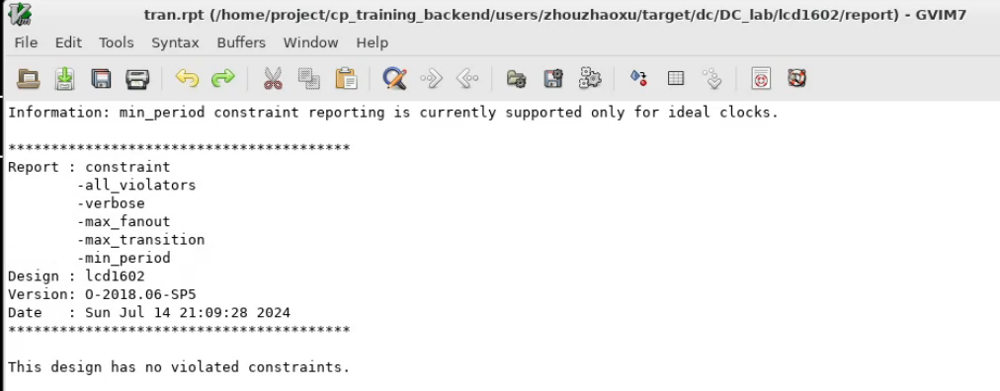 tran.rpt (/home/project/cp_training_backend/users/zhouzhaoxu/target/dc/DC_lab/lcd1602/report) - GVIM7
File Edit Tools Syntax Buffers Window Help
Information: min_period constraint reporting is currently supported only for ideal clocks.
****************************************
Report : constraint
        -all_violators
        -verbose
        -max_fanout
        -max_transition
        -min_period
Design : lcd1602
Version: O-2018.06-SP5
Date   : Sun Jul 14 21:09:28 2024
****************************************
This design has no violated constraints.